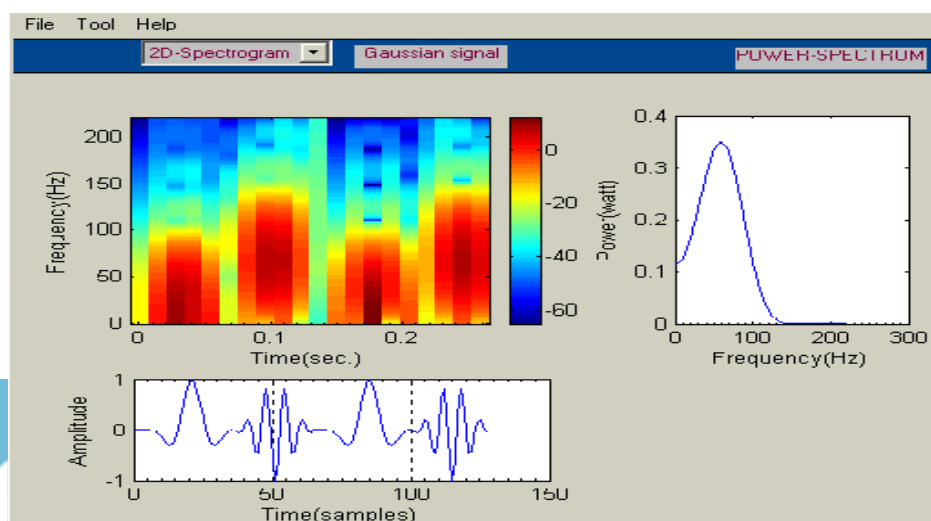 File Tool Help
2D-Spectrogram Gaussian signal POWER-SPECTRUM
200
150
100
50
0
Frequency(Hz)
0 0.1 0.2
Time(sec.)
0
-20
-40
-60
0.4
0.3
0.2
0.1
0
Power(watt)
0 100 200 300
Frequency(Hz)
1
0
-1
Amplitude
0 50 100 150
Time(samples)